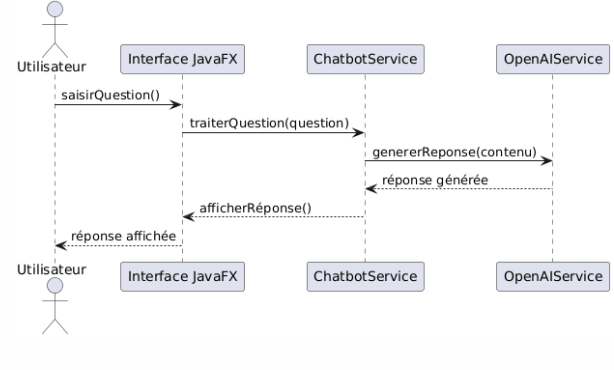 Utilisateur
Interface JavaFX
ChatbotService
OpenAIService
saisirQuestion()
traiterQuestion(question)
genererReponse(contenu)
réponse générée
afficherRéponse()
réponse affichée
Utilisateur
Interface JavaFX
ChatbotService
OpenAIService